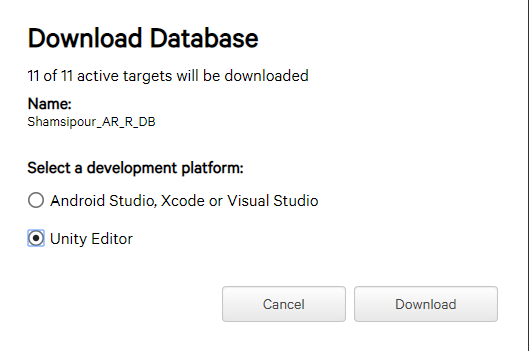 Download Database
11 of 11 active targets will be downloaded
Name:
Shamsipour_AR_R_DB
Select a development platform:
Android Studio, Xcode or Visual Studio
Unity Editor
Cancel
Download